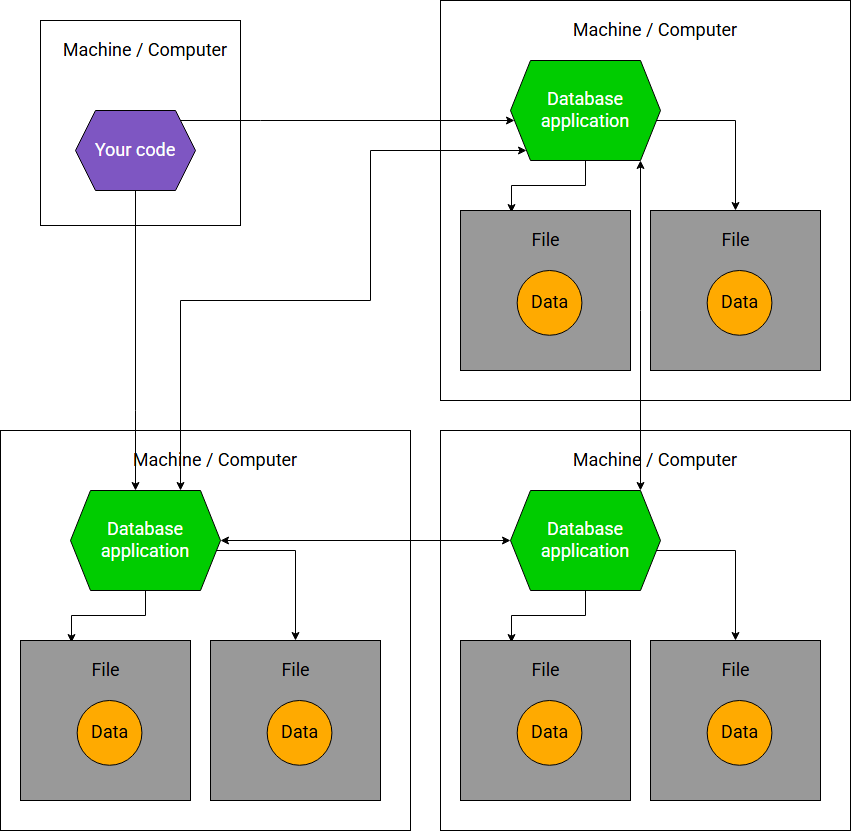 Machine / Computer
Your code
Machine / Computer
Database
application
File
Data
File
Data
Machine / Computer
Database
application
File
Data
File
Data
Machine / Computer
Database
application
File
Data
File
Data